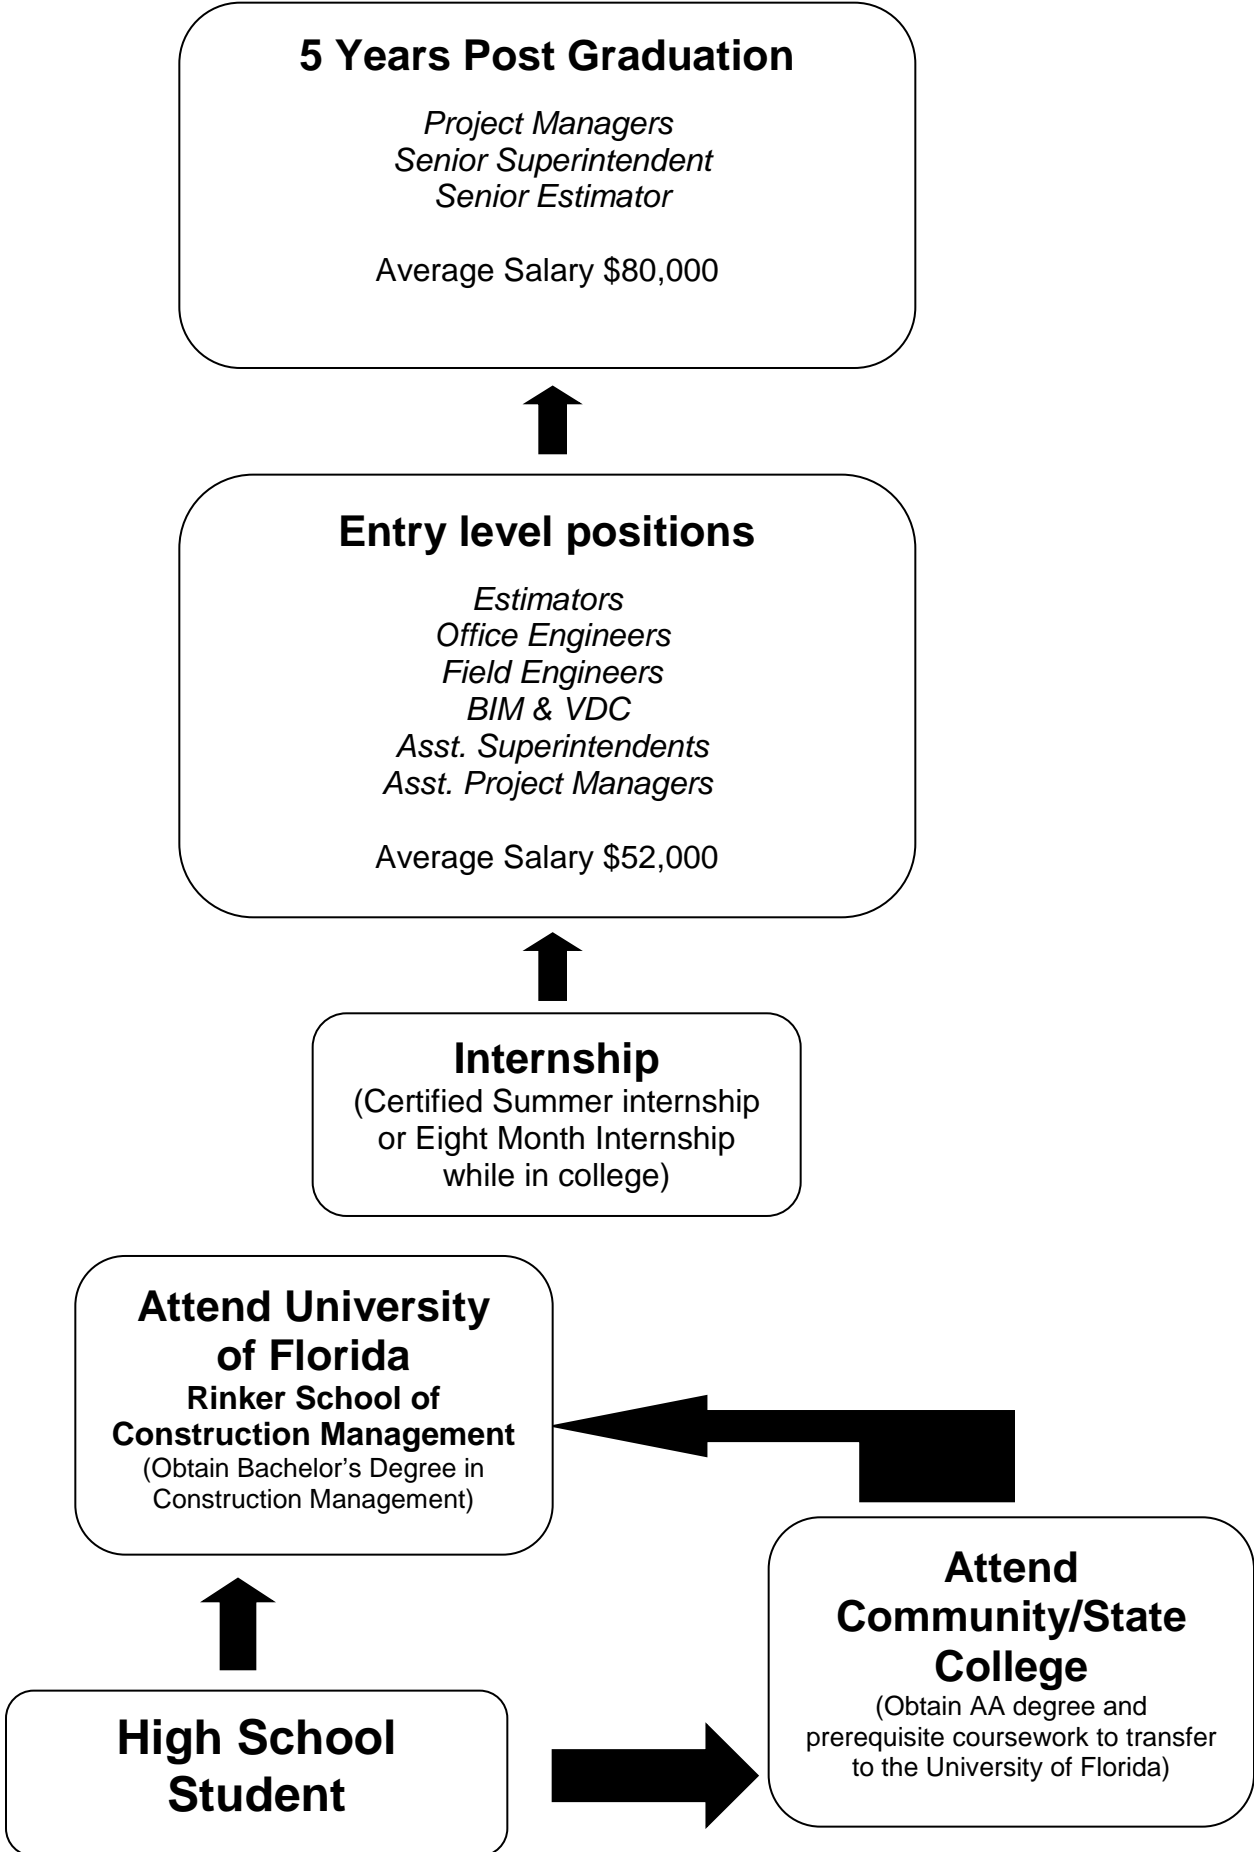 5 Years Post Graduation
Project Managers
Senior Superintendent
Senior Estimator
Average Salary $80,000
Entry level positions
Estimators
Office Engineers
Field Engineers
BIM & VDC
Asst. Superintendents
Asst. Project Managers
Average Salary $52,000
Internship
(Certified Summer internship
or Eight Month Internship
while in college)
Attend University
of Florida
Rinker School of
Construction Management
(Obtain Bachelor’s Degree in
Construction Management)
Attend
Community/State
College
(Obtain AA degree and
prerequisite coursework to transfer
to the University of Florida)
High School
Student